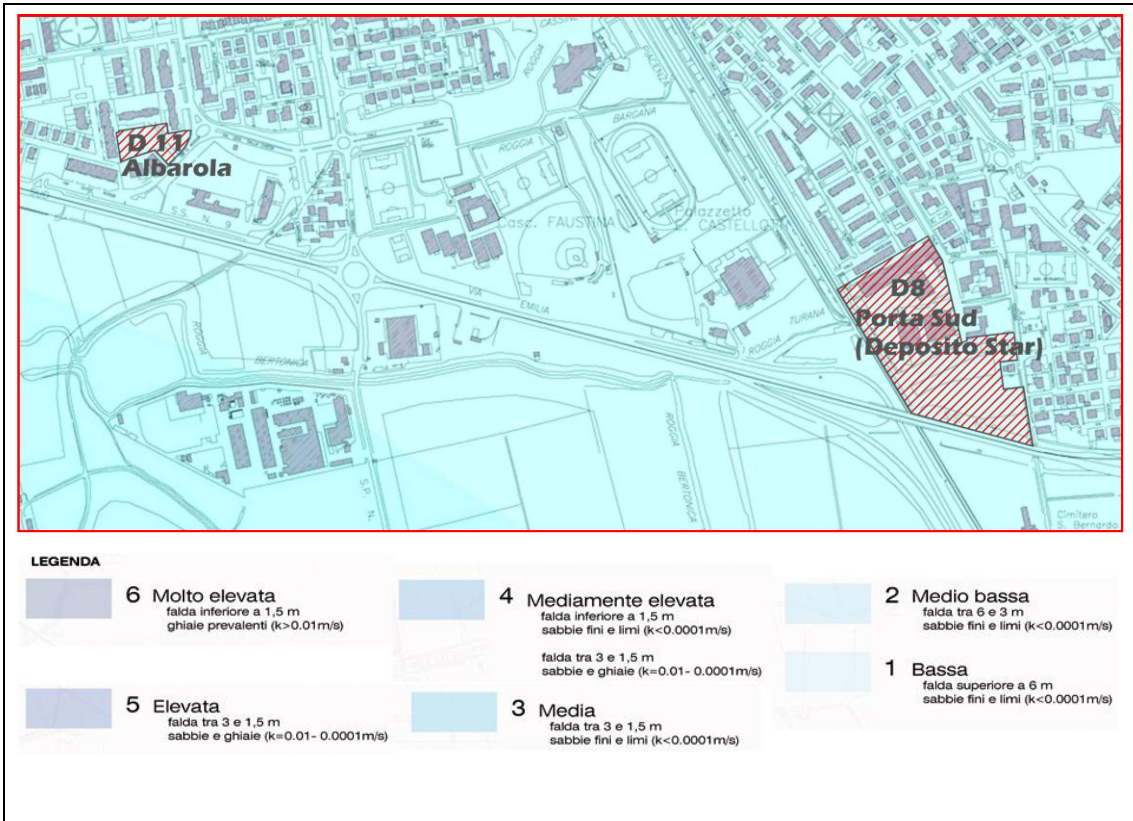 CASSINE
ROGGIA
BARGANA
ROGGIA
D 11
Albarola
S.S. N. 9
Casc. FAUSTINA
Palazzetto
VIA
EMILIA
TURANA
ROGGIA
D8
Porta Sud
(Deposito Star)
ROGGIA
BERTONICA
S.P. N.
ROGGIA
BERTONICA
Cimitero
S. Bernardo
LEGENDA
6 Molto elevata
falda inferiore a 1,5 m
ghiaie prevalenti (k>0.01m/s)
5 Elevata
falda tra 3 e 1,5 m
sabbie e ghiaie (k=0.01- 0.0001m/s)
4 Mediamente elevata
falda inferiore a 1,5 m
sabbie fini e limi (k<0.0001m/s)
falda tra 3 e 1,5 m
sabbie e ghiaie (k=0.01- 0.0001m/s)
3 Media
falda tra 3 e 1,5 m
sabbie fini e limi (k<0.0001m/s)
2 Medio bassa
falda tra 6 e 3 m
sabbie fini e limi (k<0.0001m/s)
1 Bassa
falda superiore a 6 m
sabbie fini e limi (k<0.0001m/s)